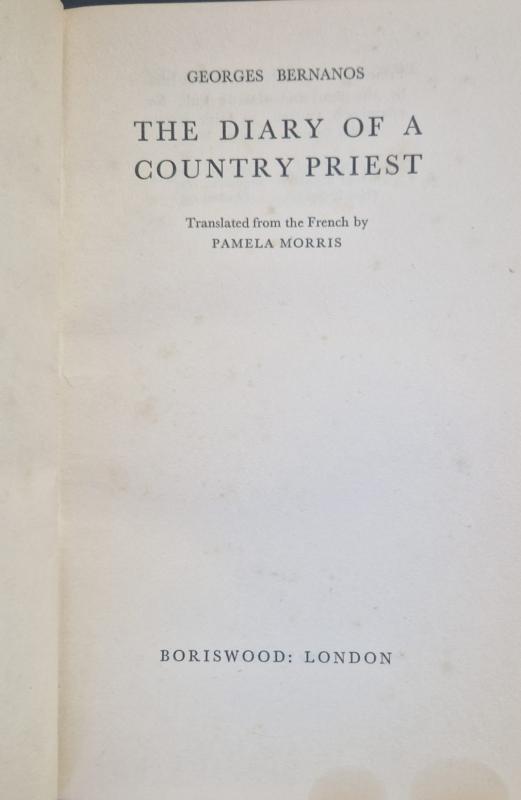 GEORGES BERNANOS
THE DIARY OF A
COUNTRY PRIEST
Translated from the French by
PAMELA MORRIS
BORISWOOD: LONDON